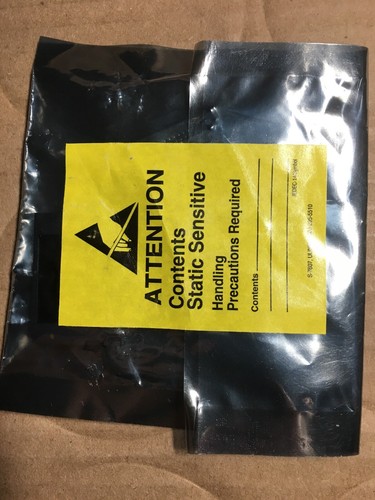 ATTENTION
Contents
Static Sensitive
Handling
Precautions Required
Contents